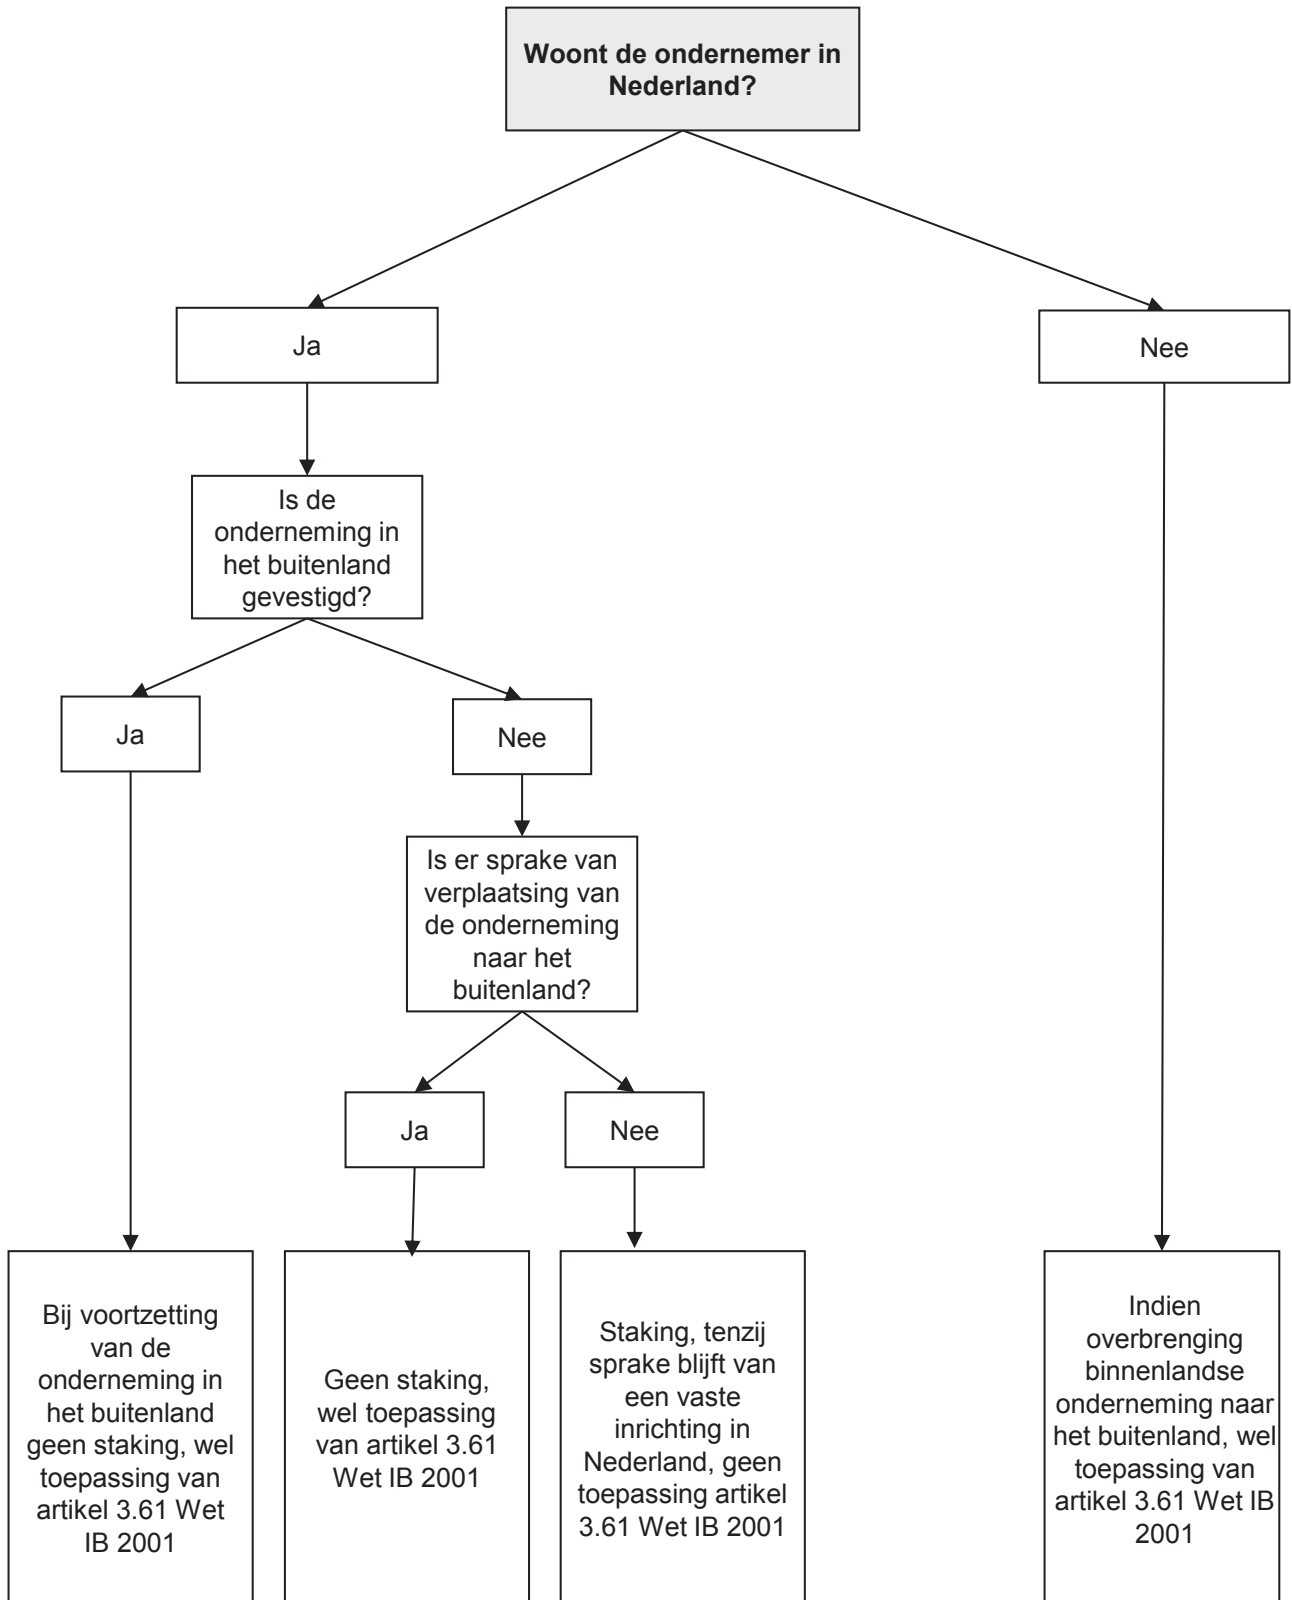 Woont de ondernemer in
Nederland?
Ja
Nee
Is de
onderneming in
het buitenland
gevestigd?
Ja
Nee
Is er sprake van
verplaatsing van
de onderneming
naar het
buitenland?
Ja
Nee
Bij voortzetting
van de
onderneming in
het buitenland
geen staking, wel
toepassing van
artikel 3.61 Wet
IB 2001
Geen staking,
wel toepassing
van artikel 3.61
Wet IB 2001
Staking, tenzij
sprake blijft van
een vaste
inrichting in
Nederland, geen
toepassing artikel
3.61 Wet IB 2001
Indien
overbrenging
binnenlandse
onderneming naar
het buitenland, wel
toepassing van
artikel 3.61 Wet IB
2001